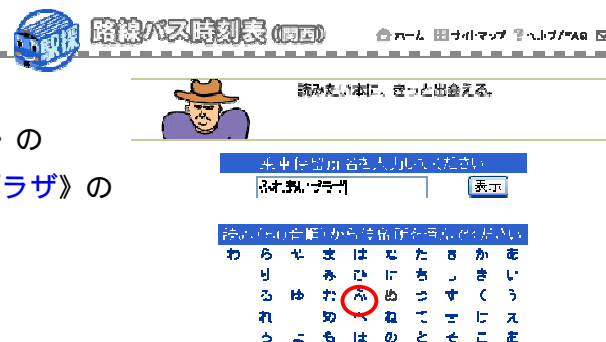 駅探 路線バス時刻表(関西) ホーム サイトマップ ヘルプ/FAQ
読みたい本に、きっと出会える。
》の
ラザ》の
乗車停留所名を入力してください
ふれあいプラザ 表示
読み(50音順)から停留所を選んでください
わ ら や ま は な た さ か あ
り み ひ に ち し き い
る ゆ む ふ ぬ つ す く う
れ め へ ね て せ け え
ろ よ も ほ の と そ こ お